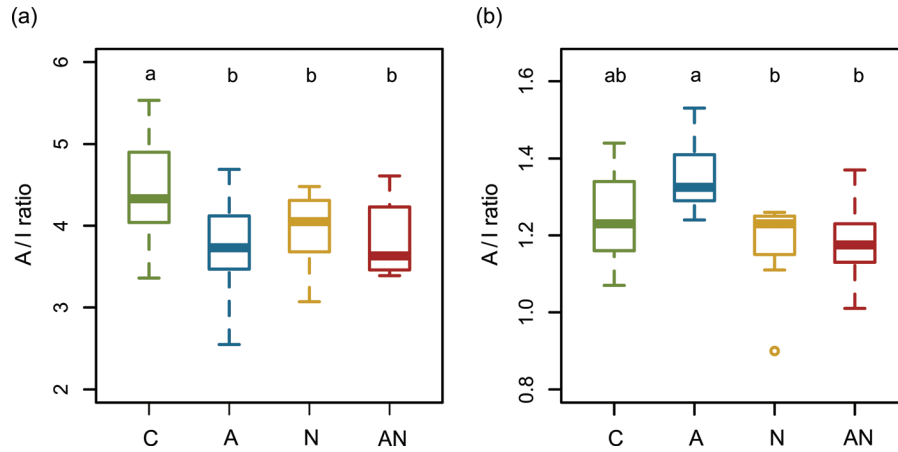 (a)
A/I ratio
6
5
4
3
2
a b b b
C A N AN
(b)
A/I ratio
1.6
1.4
1.2
1.0
0.8
ab a b b
C A N AN